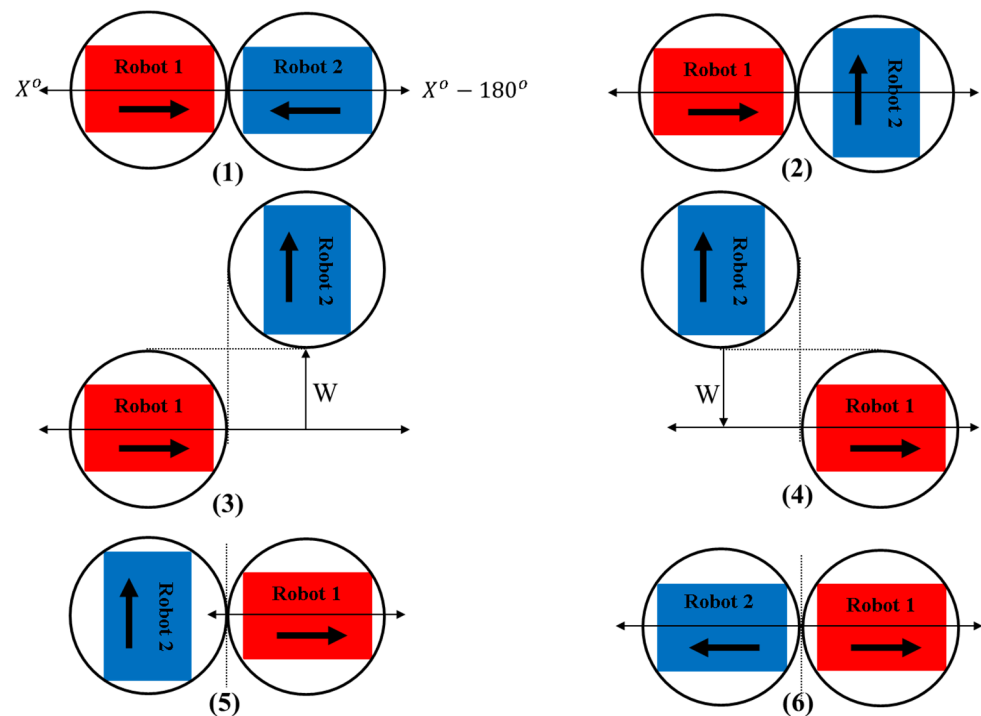 Robot 1
Robot 2
X° X° − 180°
(1)
Robot 1
Robot 2
(2)
Robot 2
W
Robot 1
(3)
Robot 2
W
Robot 1
(4)
Robot 2
Robot 1
(5)
Robot 2
Robot 1
(6)